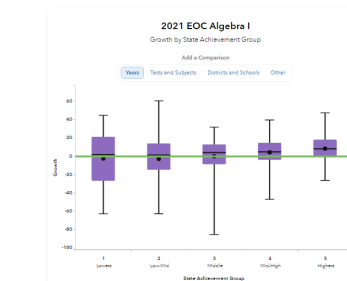 2021 EOC Algebra I
Growth by State Achievement Group
Add a Comparison
Years Tests and Subjects Districts and Schools Other
60
40
20
0
-20
-40
-60
-80
-100
Growth
1 2 3 4 5
Lowest Low-Mid Middle Mid-High Highest
State Achievement Group